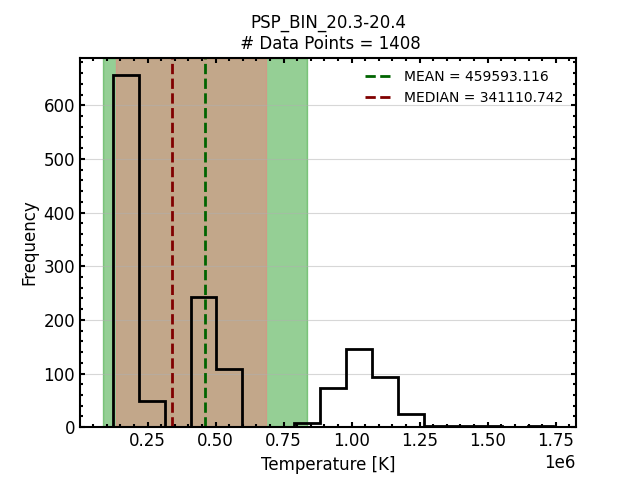 PSP_BIN_20.3-20.4
# Data Points = 1408
MEAN = 459593.116
MEDIAN = 341110.742
Frequency
600
500
400
300
200
100
0
0.25 0.50 0.75 1.00 1.25 1.50 1.75
1e6
Temperature [K]